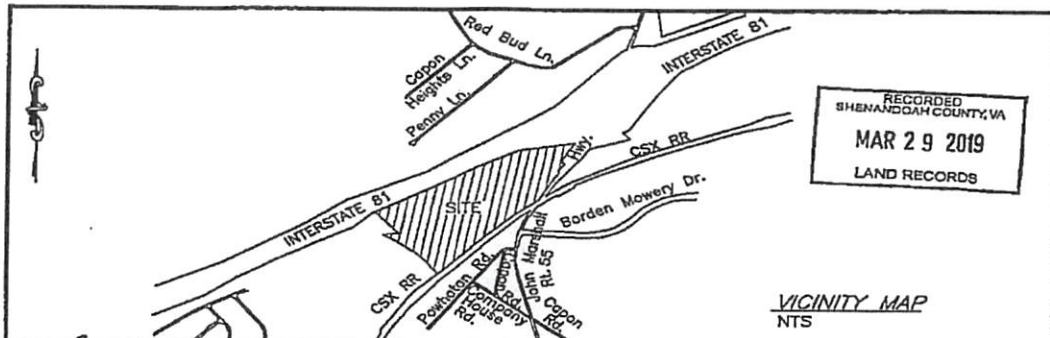 Red Bud Ln.
Capon
Heights Ln.
Penny Ln.
INTERSTATE 81
RECORDED
SHENANDOAH COUNTY, VA
MAR 29 2019
LAND RECORDS
Hwy.
CSX RR
SITE
INTERSTATE 81
Borden Mowery Dr.
John Marshall
Rt. 55
CSX RR
Powhatan Rd.
Company
House
Rd.
Rd.
Capon
Rd.
VICINITY MAP
NTS